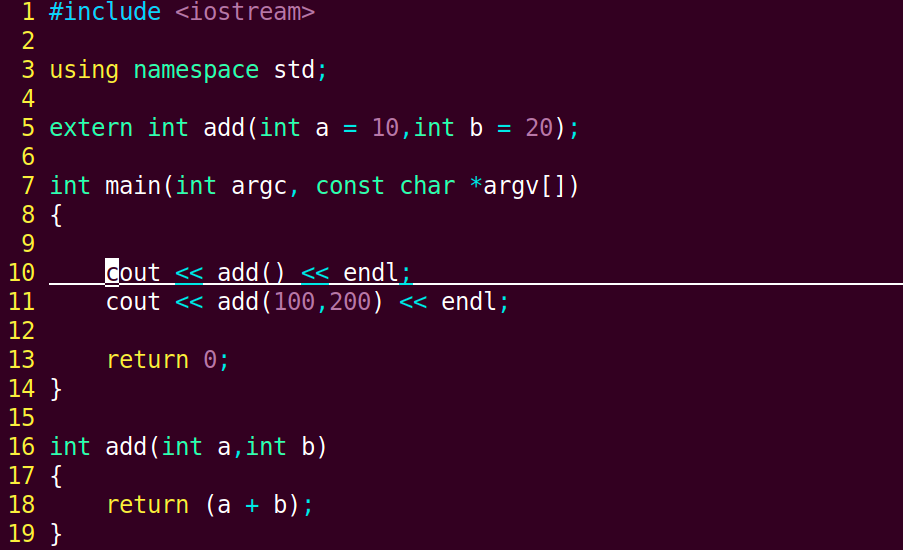 1 #include <iostream>
2
3 using namespace std;
4
5 extern int add(int a = 10,int b = 20);
6
7 int main(int argc, const char *argv[])
8 {
9
10     cout << add() << endl;
11     cout << add(100,200) << endl;
12
13     return 0;
14 }
15
16 int add(int a,int b)
17 {
18     return (a + b);
19 }